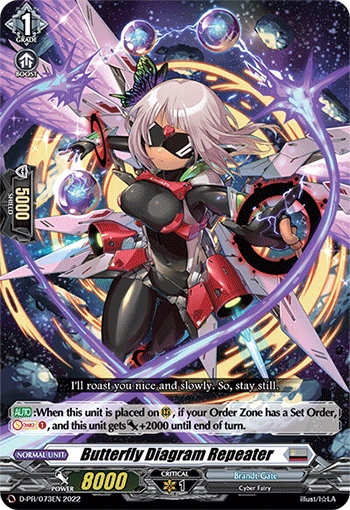 1
GRADE
BOOST
5000
SHIELD
I'll roast you nice and slowly. So, stay still.
AUTO:When this unit is placed on R, if your Order Zone has a Set Order,
1, and this unit gets +2000 until end of turn.
NORMAL UNIT
Butterfly Diagram Repeater
POWER 8000
CRITICAL 1
Brandt Gate
Cyber Fairy
D-PR/073EN 2022
illust/I☆LA